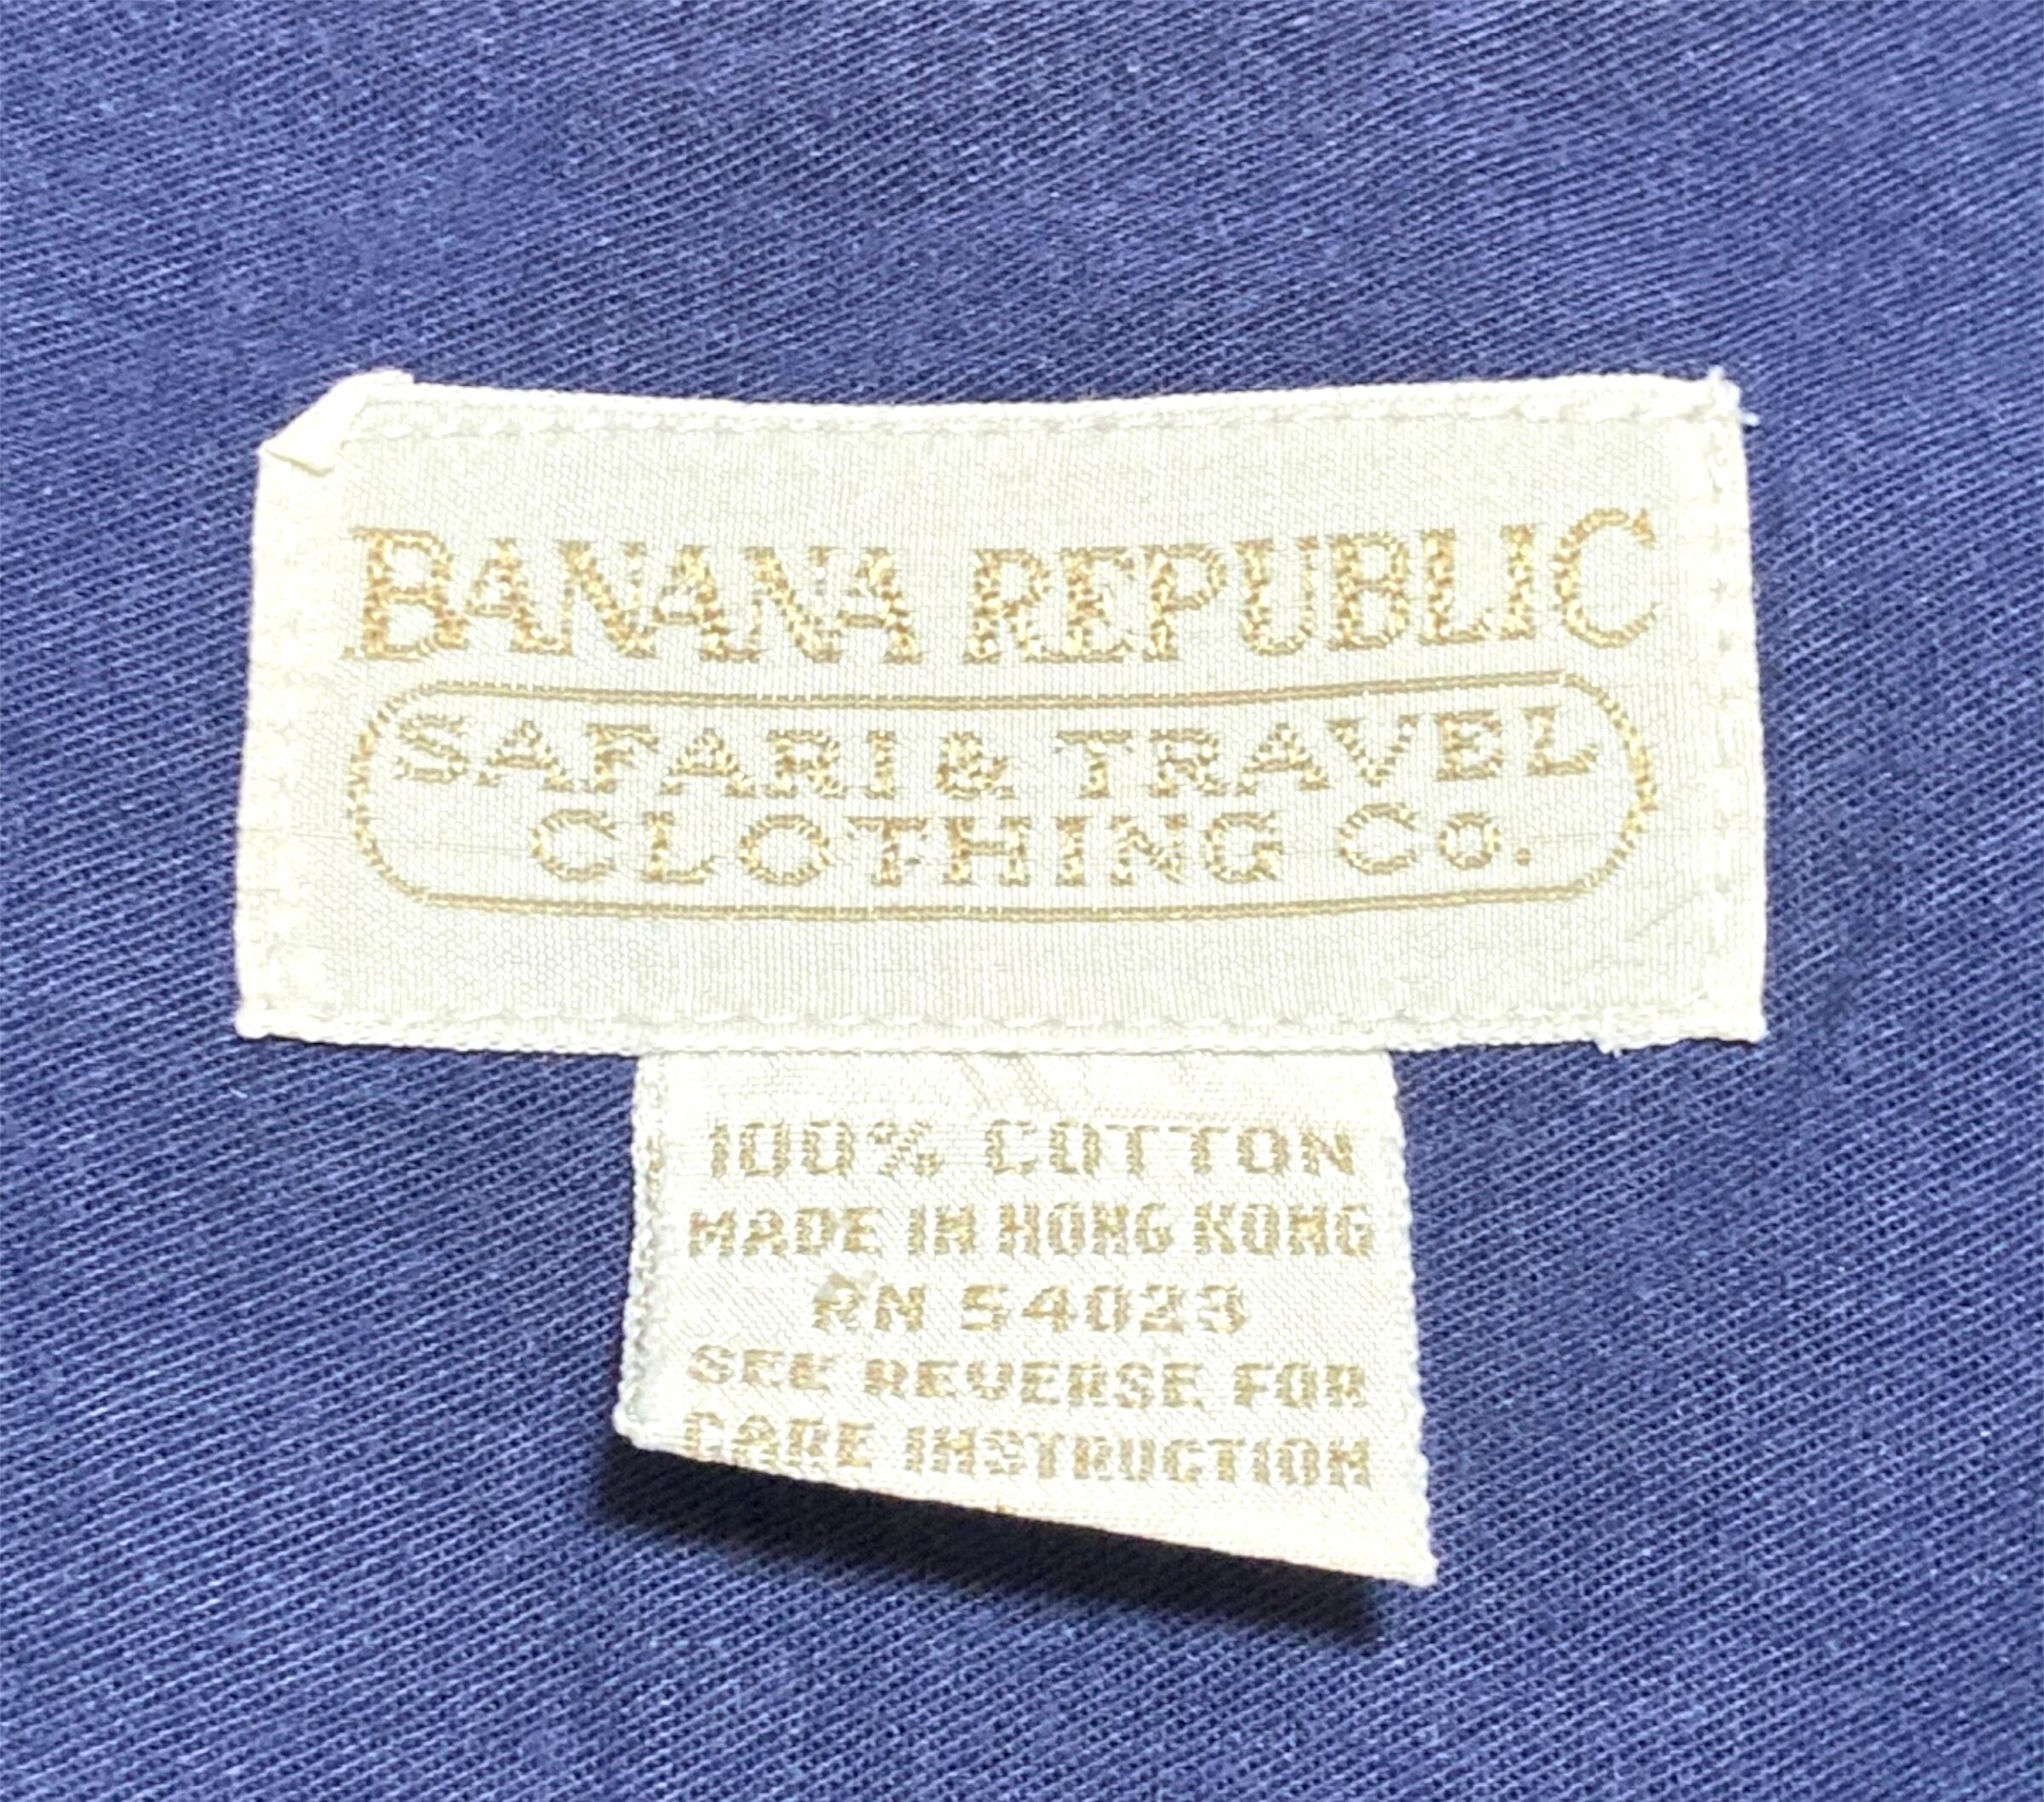 BANANA REPUBLIC
SAFARI & TRAVEL
CLOTHING Co.
100% COTTON
MADE IN HONG KONG
RN 54023
SEE REVERSE FOR
CARE INSTRUCTION